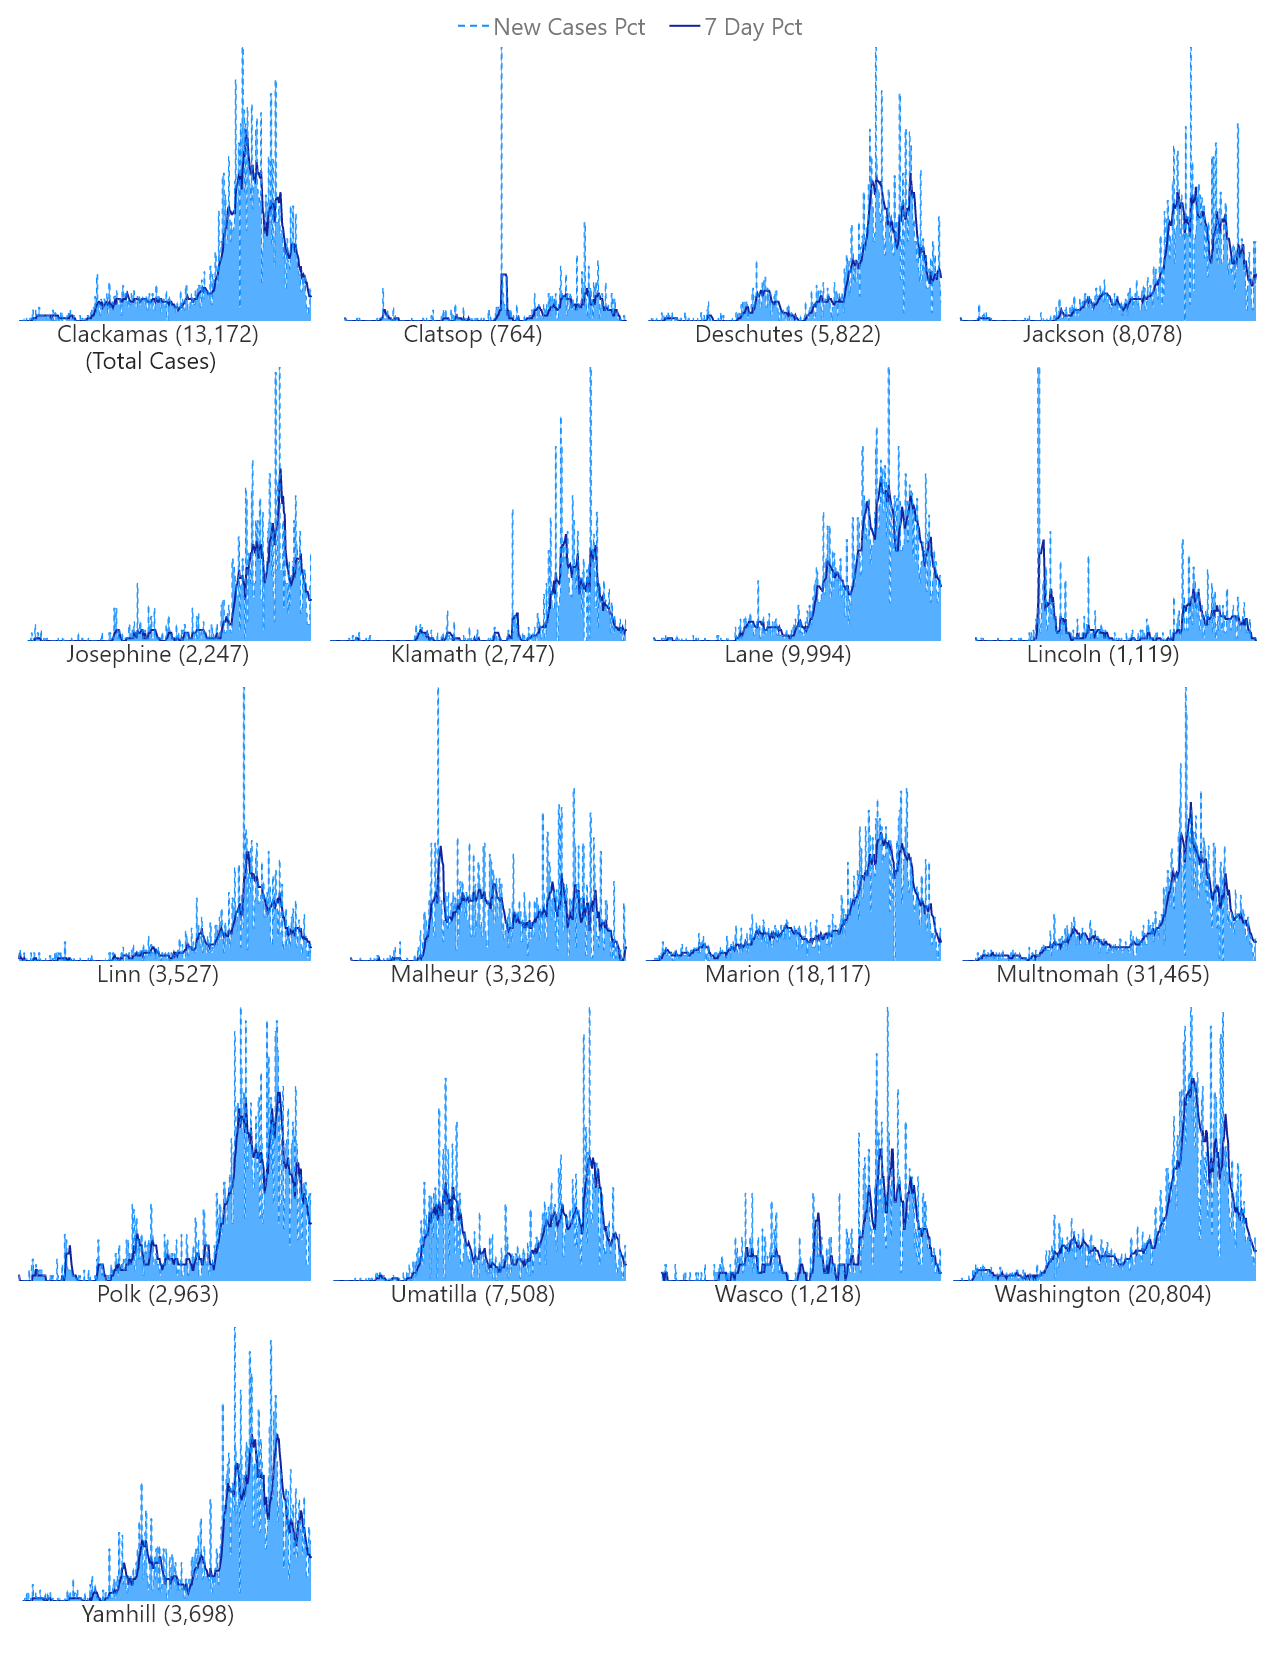 New Cases Pct 7 Day Pct
Clackamas (13,172) Clatsop (764) Deschutes (5,822) Jackson (8,078)
(Total Cases)
Josephine (2,247) Klamath (2,747) Lane (9,994) Lincoln (1,119)
Linn (3,527) Malheur (3,326) Marion (18,117) Multnomah (31,465)
Polk (2,963) Umatilla (7,508) Wasco (1,218) Washington (20,804)
Yamhill (3,698)